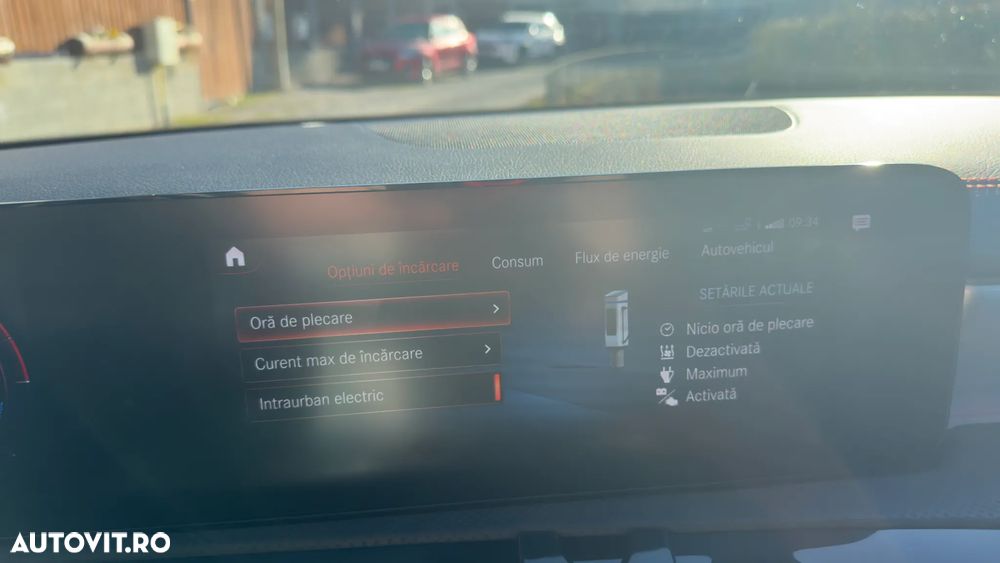 09:34
Opțiuni de încărcare
Consum
Flux de energie
Autovehicul
Oră de plecare
Curent max de încărcare
Intraurban electric
SETĂRILE ACTUALE
Nicio oră de plecare
Dezactivată
Maximum
Activată
AUTOVIT.RO